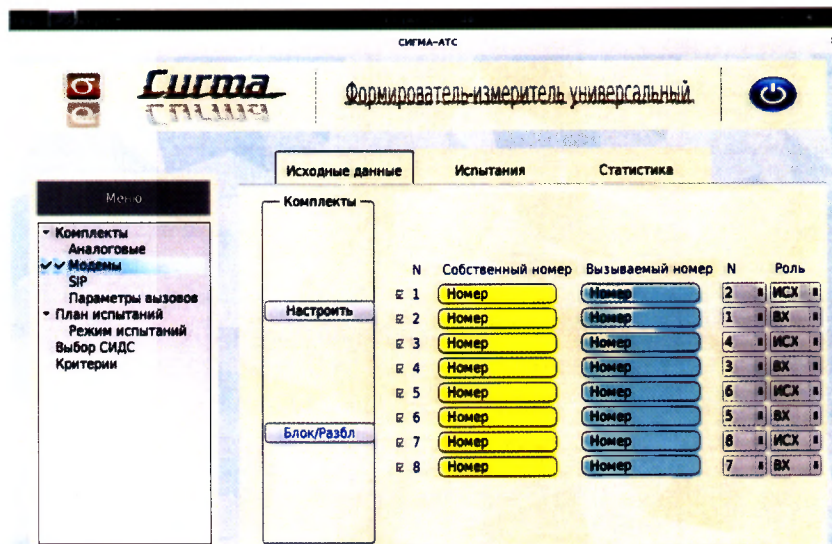 СИГМА-АТС
σ Сигма
Формирователь-измеритель универсальный
Исходные данные Испытания Статистика
Меню
Комплекты
Аналоговые
Модемы
SIP
Параметры вызовов
План испытаний
Режим испытаний
Выбор СИДС
Критерии
Комплекты
Настроить
Блок/Разбл
N Собственный номер Вызываемый номер N Роль
1 Номер Номер 2 ИСХ
2 Номер Номер 1 ВХ
3 Номер Номер 4 ИСХ
4 Номер Номер 3 ВХ
5 Номер Номер 6 ИСХ
6 Номер Номер 5 ВХ
7 Номер Номер 8 ИСХ
8 Номер Номер 7 ВХ